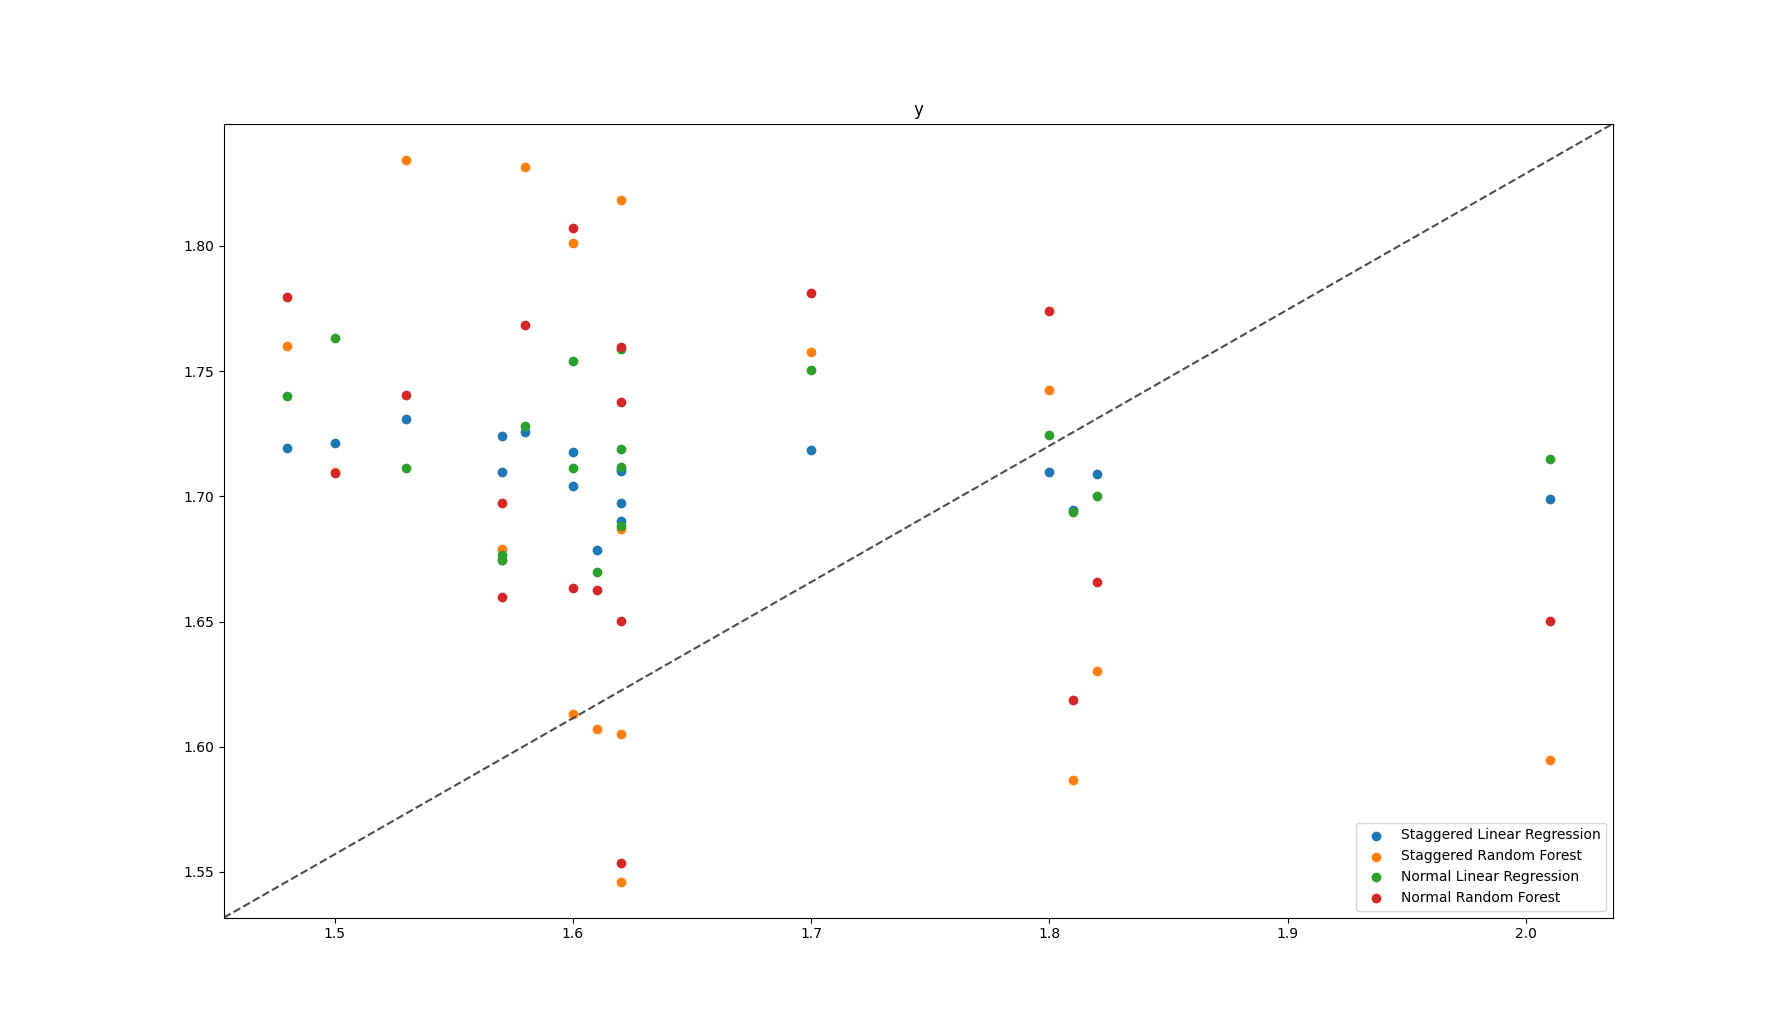 y
1.80
1.75
1.70
1.65
1.60
1.55
1.5 1.6 1.7 1.8 1.9 2.0
Staggered Linear Regression
Staggered Random Forest
Normal Linear Regression
Normal Random Forest